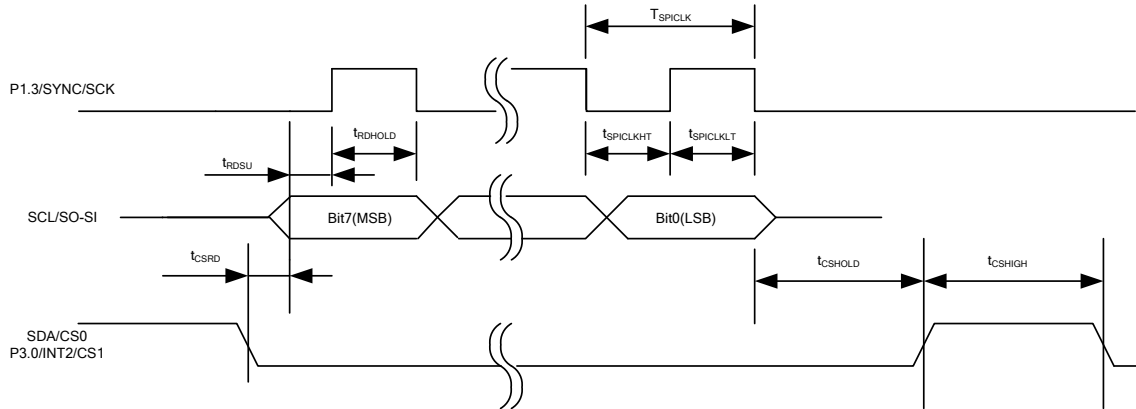 TSPICLK
P1.3/SYNC/SCK
tRDHOLD
tSPICLKHT
tSPICLKLT
tRDSU
SCL/SO-SI
Bit7(MSB)
Bit0(LSB)
tCSRD
tCSHOLD
tCSHIGH
SDA/CS0
P3.0/INT2/CS1